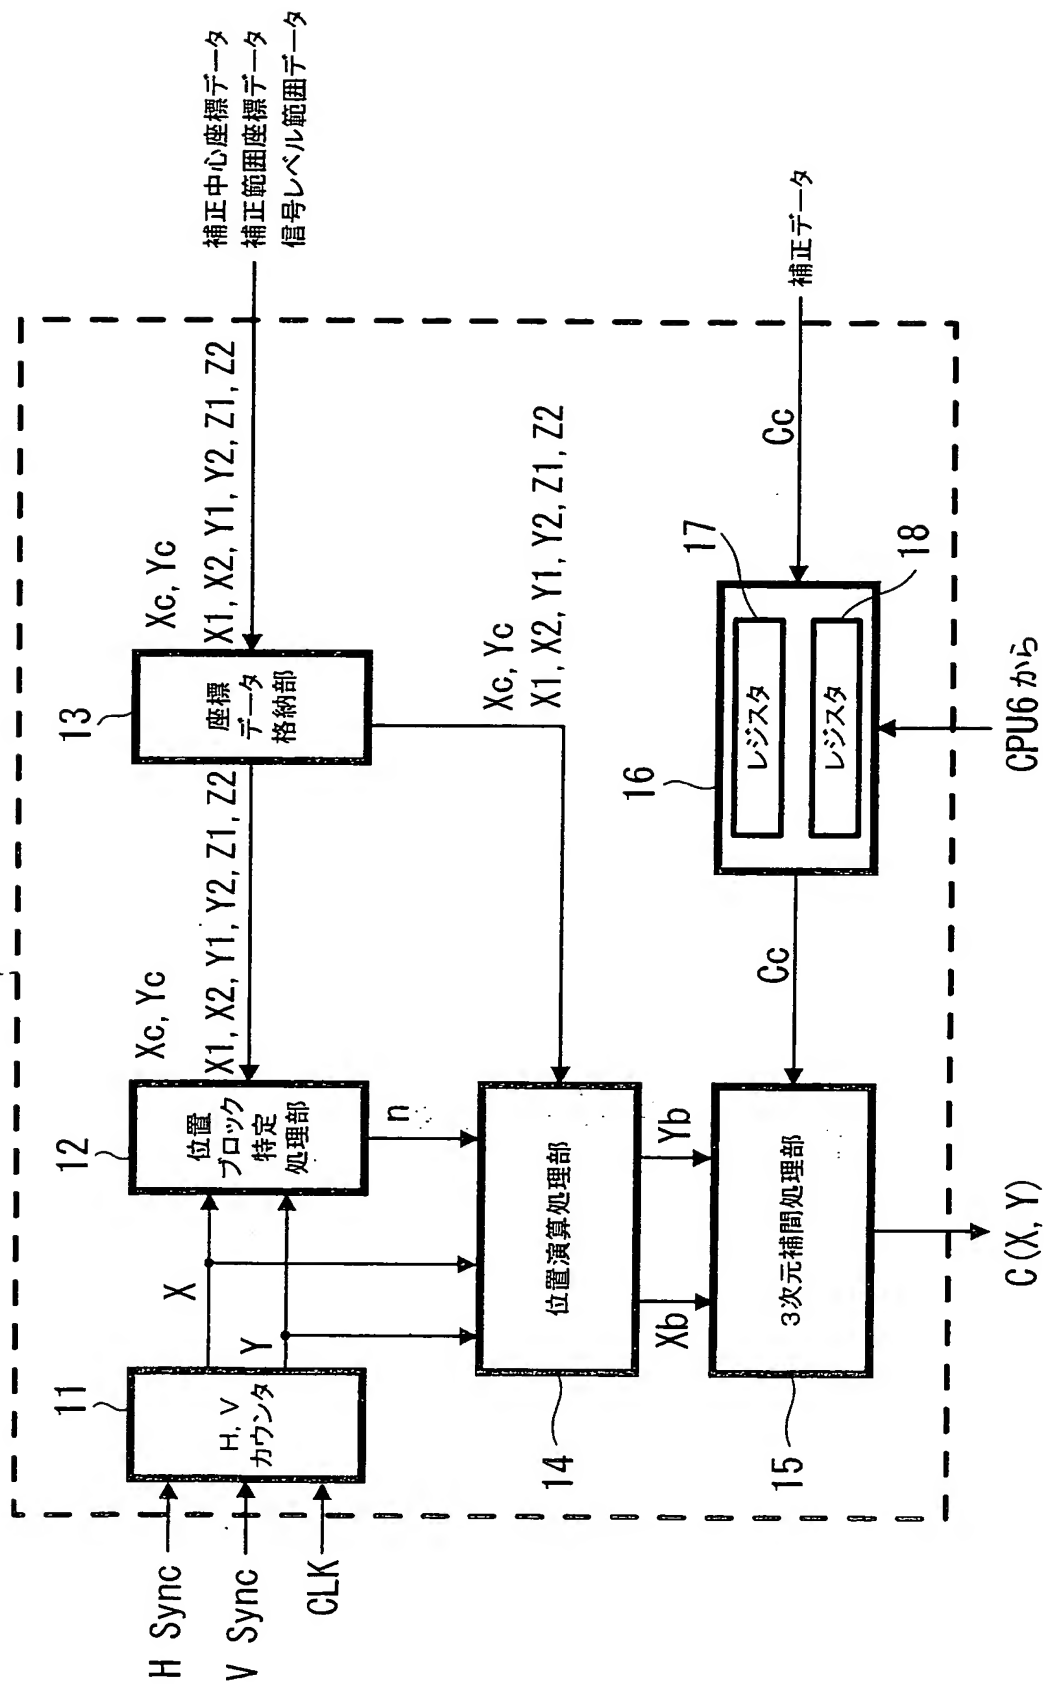 H Sync
V Sync
CLK
11
H, V
カウンタ
X
Y
12
位置
ブロック
特定
処理部
Xc, Yc
X1, X2, Y1, Y2, Z1, Z2
13
座標
データ
格納部
Xc, Yc
X1, X2, Y1, Y2, Z1, Z2
補正中心座標データ
補正範囲座標データ
信号レベル範囲データ
n
Xc, Yc
X1, X2, Y1, Y2, Z1, Z2
14
位置演算処理部
Xb
Yb
15
3次元補間処理部
C(X, Y)
Cc
16
17
レジスタ
レジスタ
18
Cc
補正データ
CPU6から